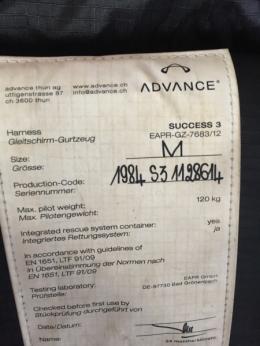 advance thun ag
uttigenstrasse 87
ch 3600 thun
www.advance.ch
info@advance.ch
ADVANCE®
Harness
Gleitschirm-Gurtzeug
SUCCESS 3
EAPR-GZ-7683/12
Size:
Grösse:
M
Production-Code:
Seriennummer:
1984 S3 1128614
Max. pilot weight:
Max. Pilotengewicht:
120 kg
Integrated rescue system container:
Integriertes Rettungssystem:
yes
ja
In accordance with guidelines of
EN 1651, LTF 91/09
In Übereinstimmung der Normen nach
EN 1651, LTF 91/09
Testing laboratory:
Prüfstelle:
EAPR GmbH
DE-87730 Bad Grönenbach
Checked before first use by
Stückprüfung durchgeführt von
Date/Datum: